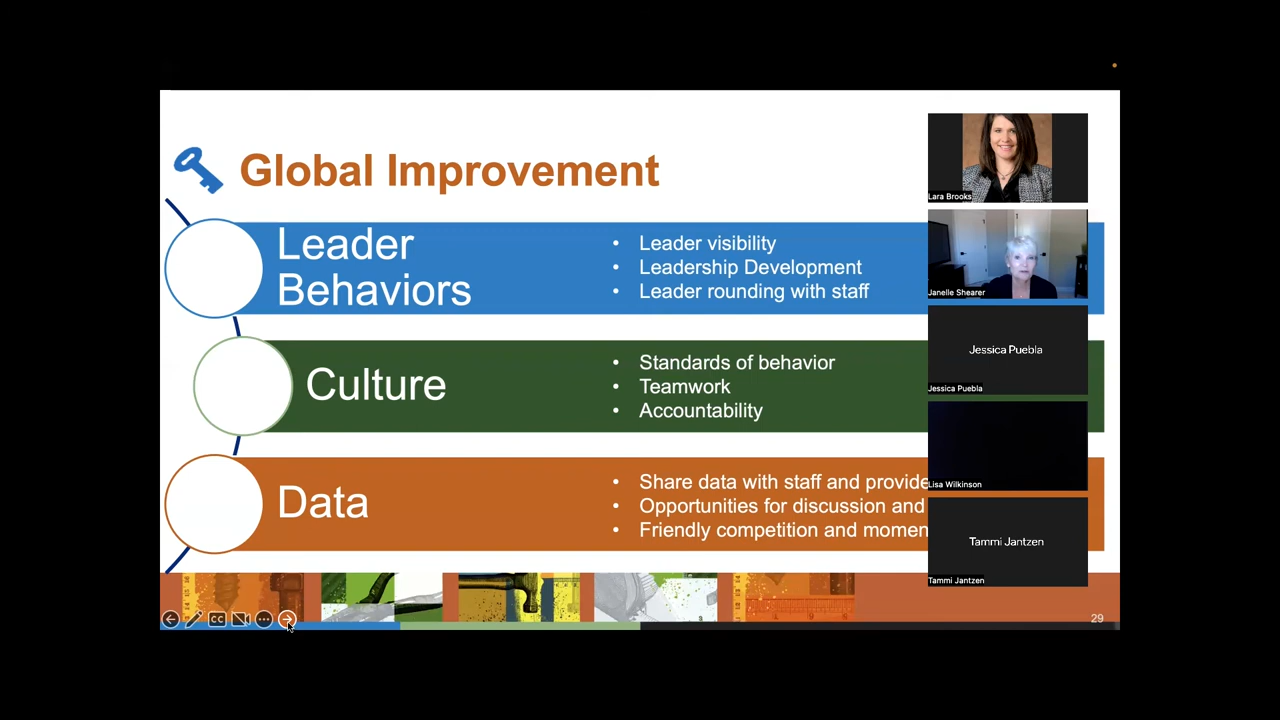 Global Improvement
Leader
Behaviors
• Leader visibility
• Leadership Development
• Leader rounding with staff
Culture
• Standards of behavior
• Teamwork
• Accountability
Data
• Share data with staff and provide
• Opportunities for discussion and
• Friendly competition and momen
Lara Brooks
Janelle Shearer
Jessica Puebla
Jessica Puebla
Lisa Wilkinson
Tammi Jantzen
Tammi Jantzen
CC
29